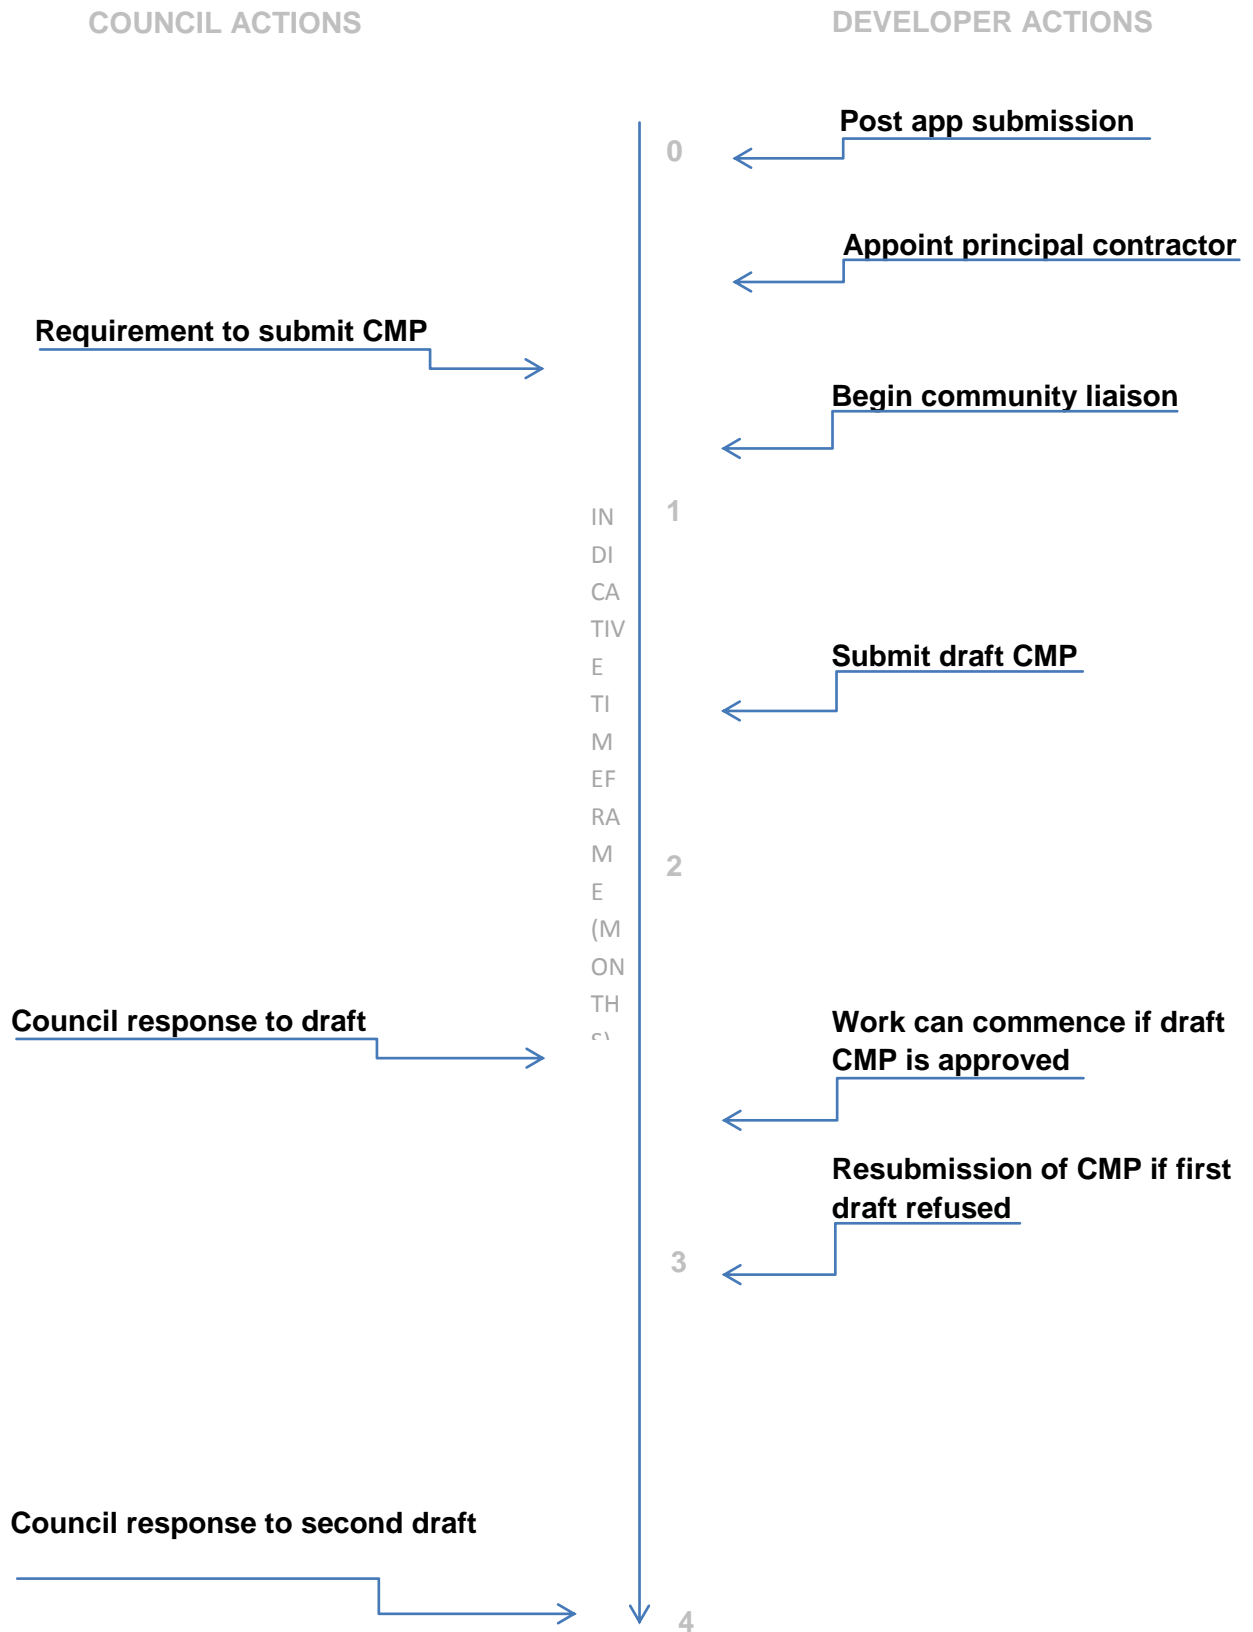 COUNCIL ACTIONS
DEVELOPER ACTIONS
Post app submission
0
Appoint principal contractor
Requirement to submit CMP
Begin community liaison
1
IN
DI
CA
TIV
E
TI
M
EF
RA
M
E
(M
ON
TH
S)
Submit draft CMP
2
Council response to draft
Work can commence if draft
CMP is approved
Resubmission of CMP if first
draft refused
3
Council response to second draft
4